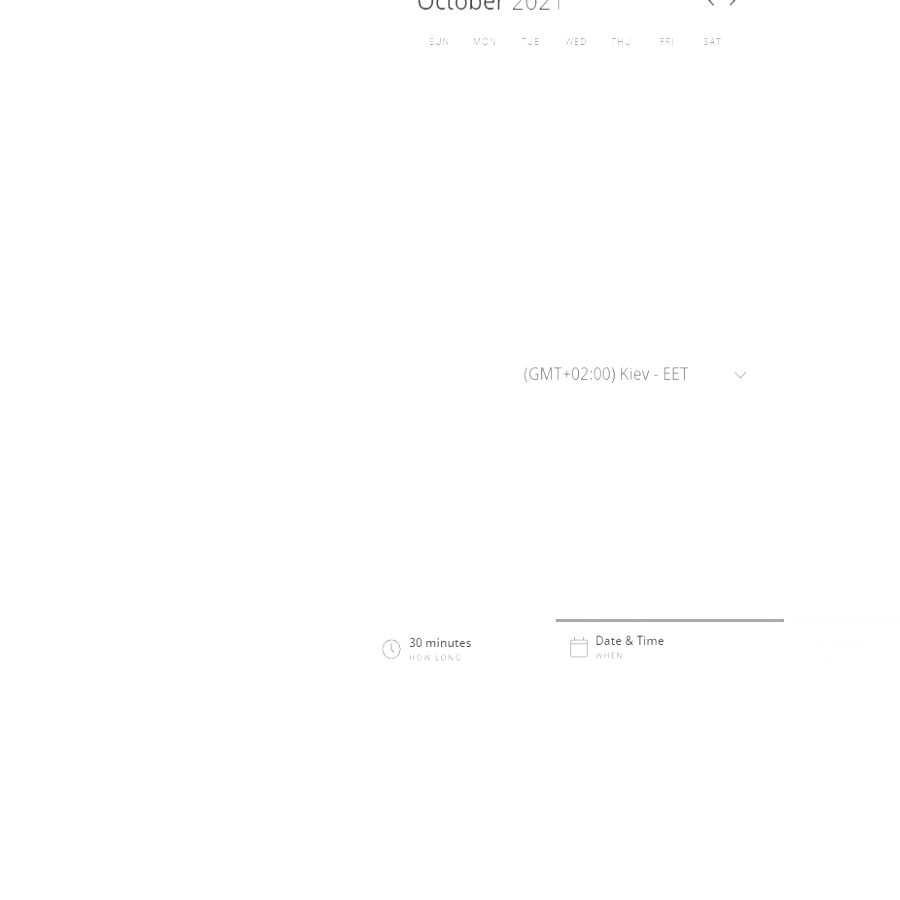 October 2021
SUN MON TUE WED THU FRI SAT
(GMT+02:00) Kiev - EET
30 minutes
HOW LONG
Date & Time
WHEN